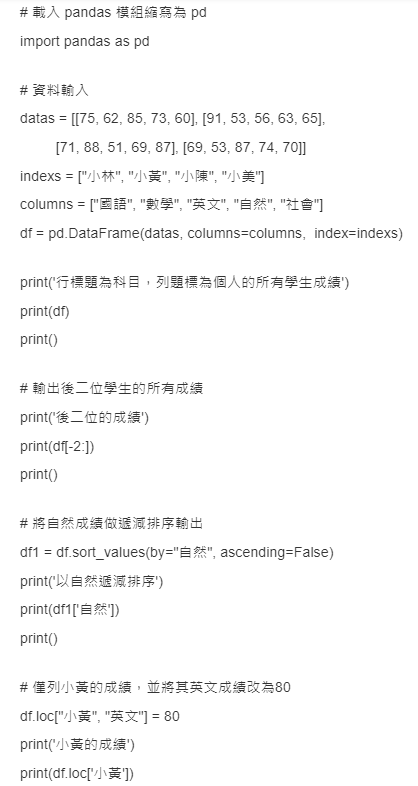 # 載入 pandas 模組縮寫為 pd
import pandas as pd
# 資料輸入
datas = [[75, 62, 85, 73, 60], [91, 53, 56, 63, 65],
[71, 88, 51, 69, 87], [69, 53, 87, 74, 70]]
indexs = ["小林", "小黃", "小陳", "小美"]
columns = ["國語", "數學", "英文", "自然", "社會"]
df = pd.DataFrame(datas, columns=columns,  index=indexs)
print('行標題為科目，列題標為個人的所有學生成績')
print(df)
print()
# 輸出後二位學生的所有成績
print('後二位的成績')
print(df[-2:])
print()
# 將自然成績做遞減排序輸出
df1 = df.sort_values(by="自然", ascending=False)
print('以自然遞減排序')
print(df1['自然'])
print()
# 僅列小黃的成績，並將其英文成績改為80
df.loc["小黃", "英文"] = 80
print('小黃的成績')
print(df.loc['小黃'])